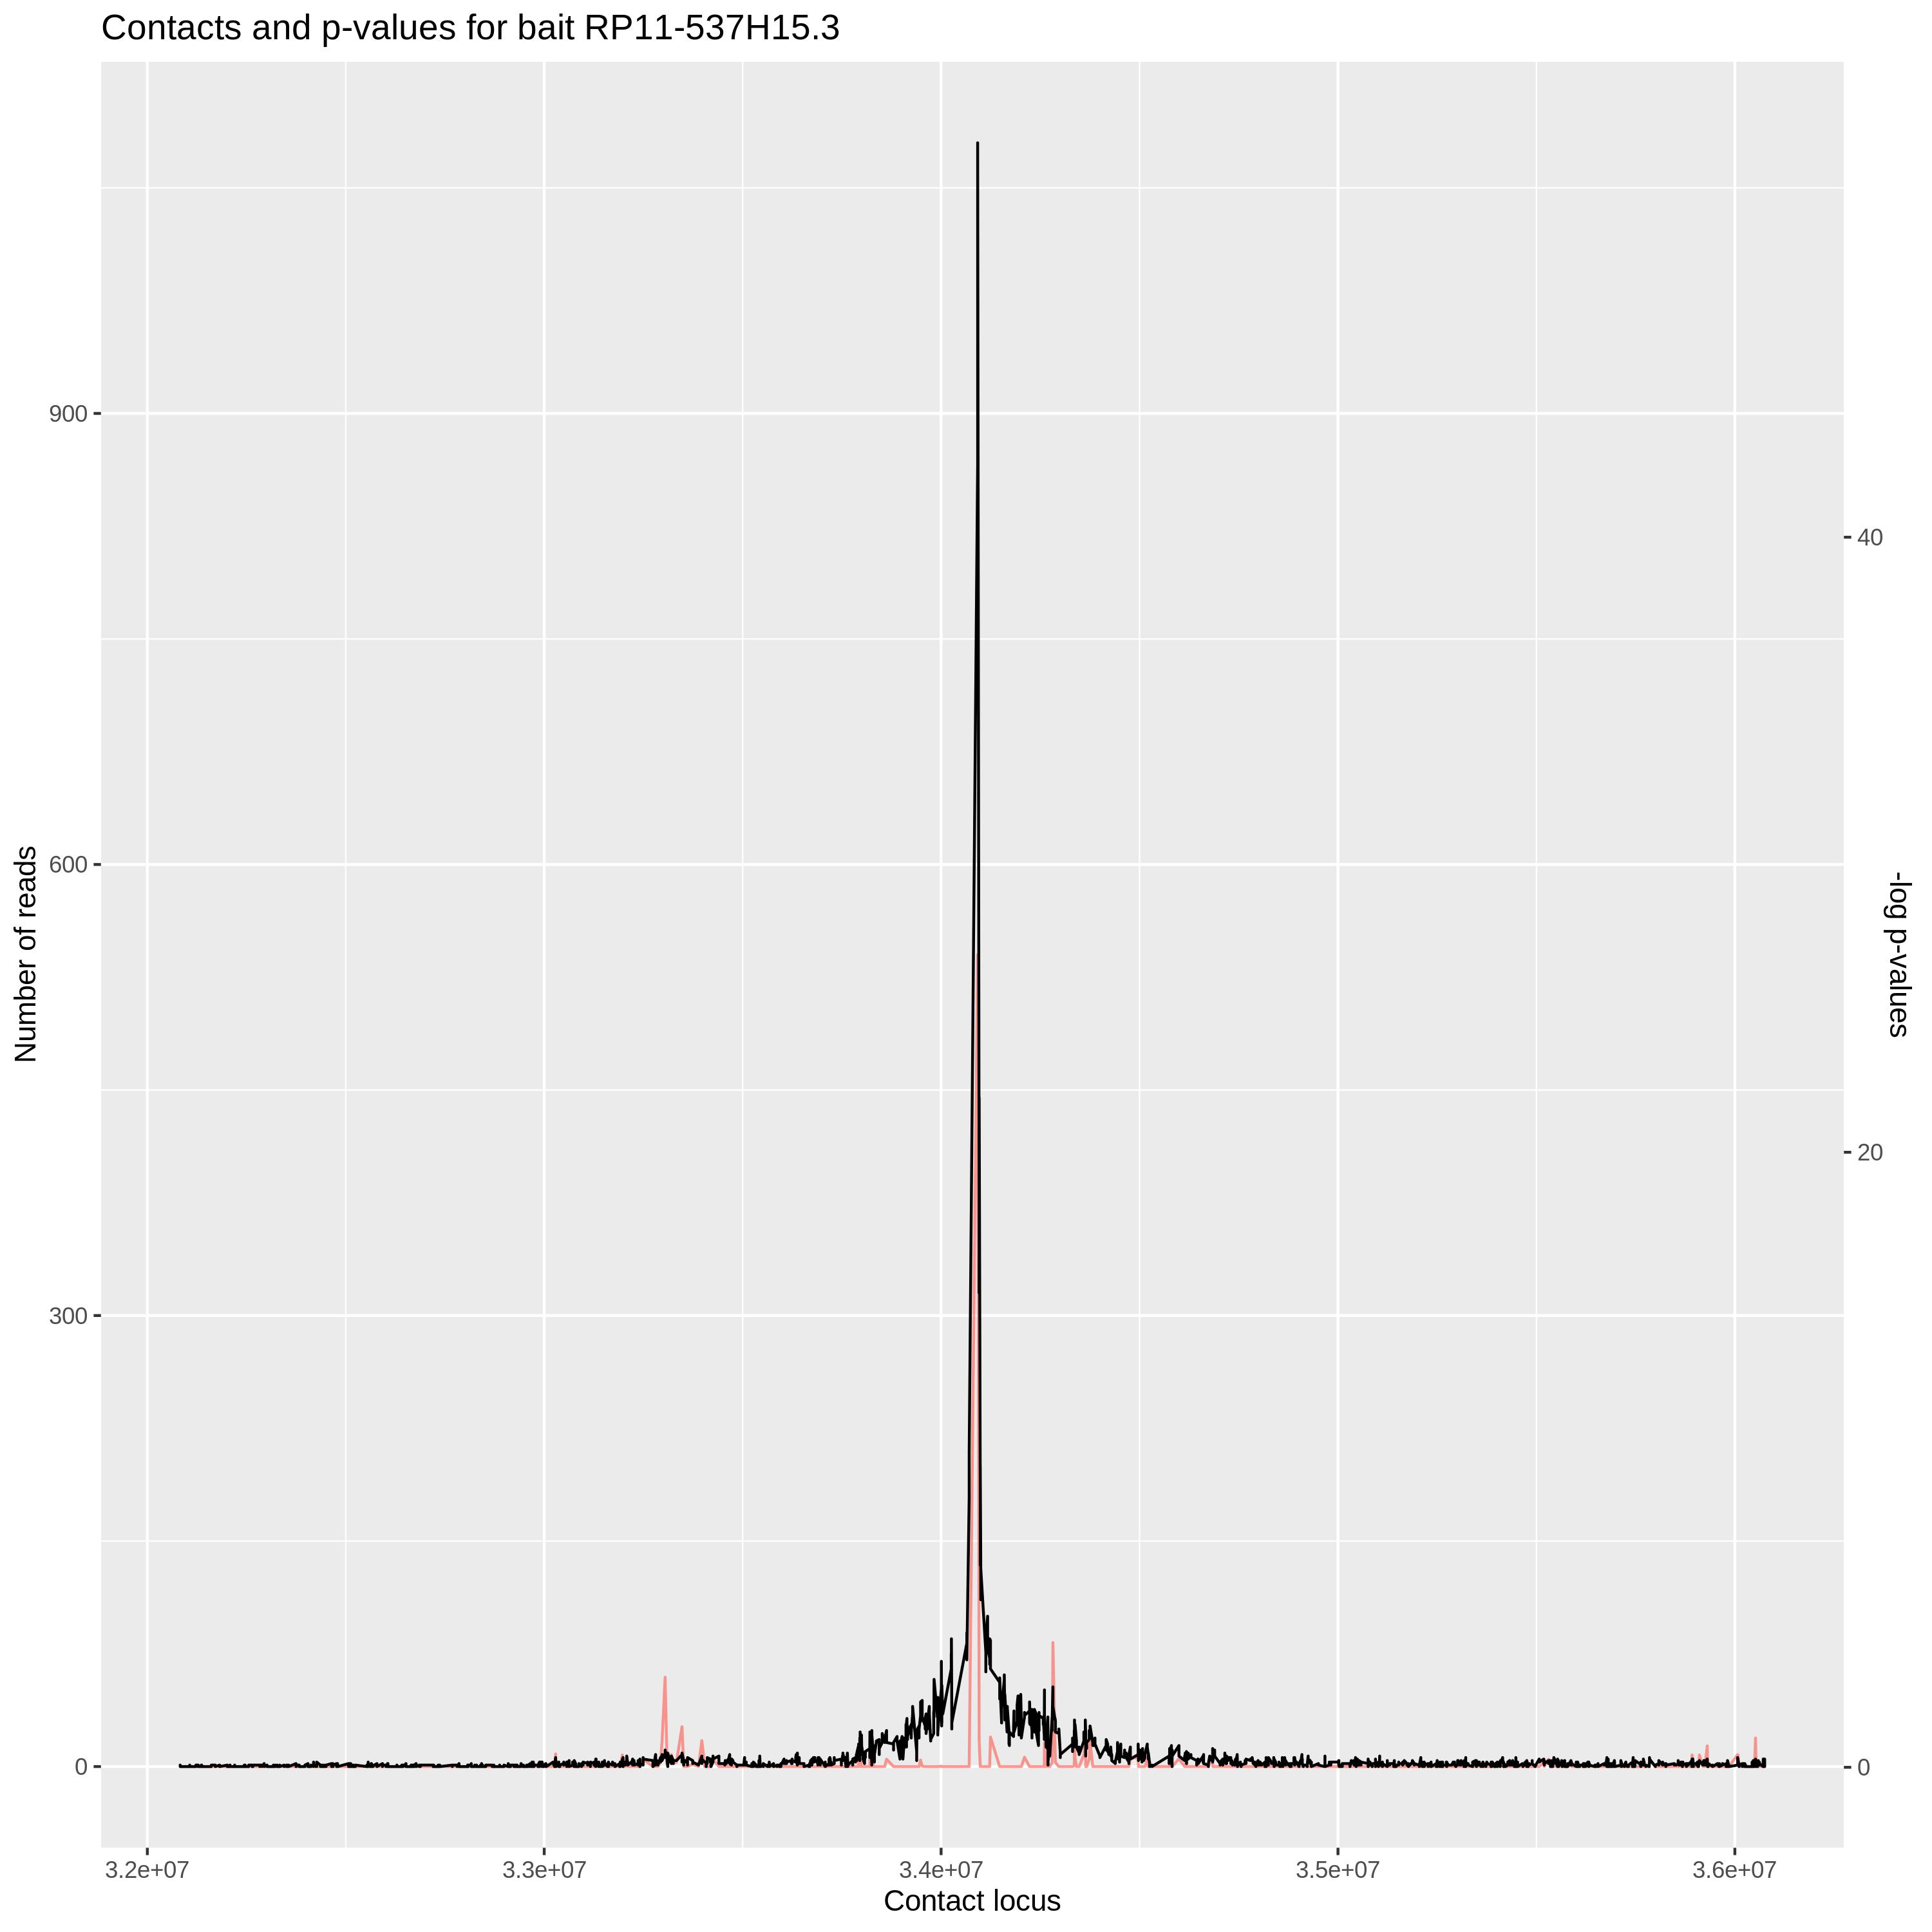 Contacts and p-values for bait RP11-537H15.3
900
600
300
0
Number of reads
40
20
0
-log p-values
3.2e+07
3.3e+07
3.4e+07
3.5e+07
3.6e+07
Contact locus